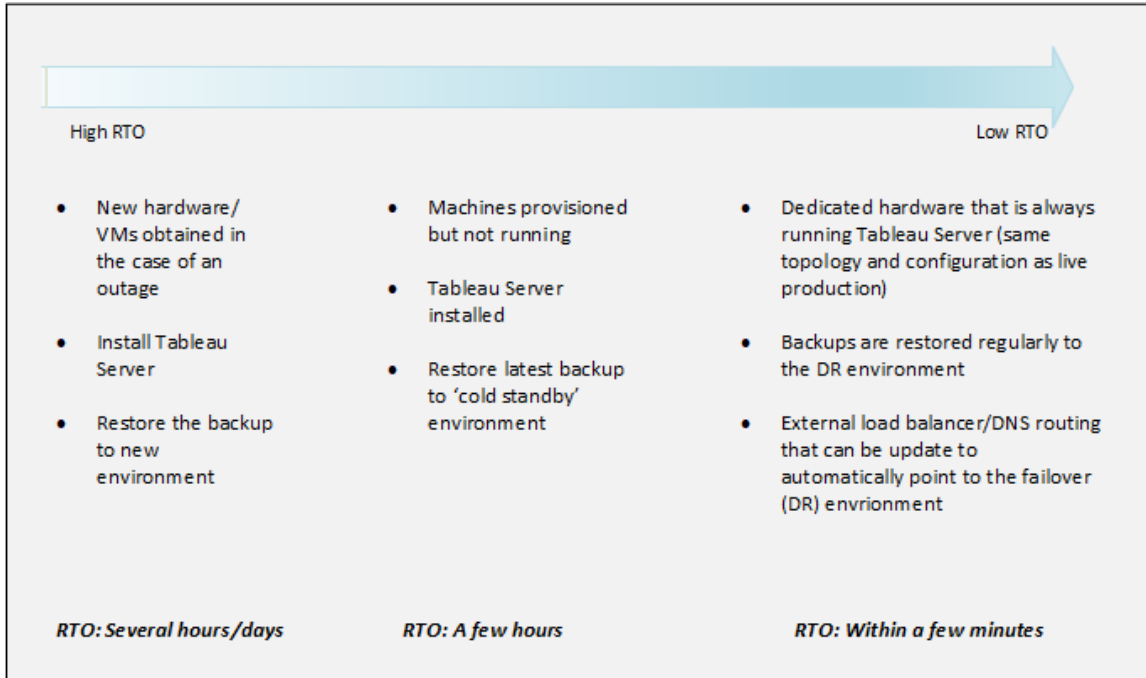 High RTO
Low RTO
● New hardware/
VMs obtained in
the case of an
outage
● Install Tableau
Server
● Restore the backup
to new
environment
● Machines provisioned
but not running
● Tableau Server
installed
● Restore latest backup
to ‘cold standby’
environment
● Dedicated hardware that is always
running Tableau Server (same
topology and configuration as live
production)
● Backups are restored regularly to
the DR environment
● External load balancer/DNS routing
that can be update to
automatically point to the failover
(DR) envrionment
RTO: Several hours/days
RTO: A few hours
RTO: Within a few minutes